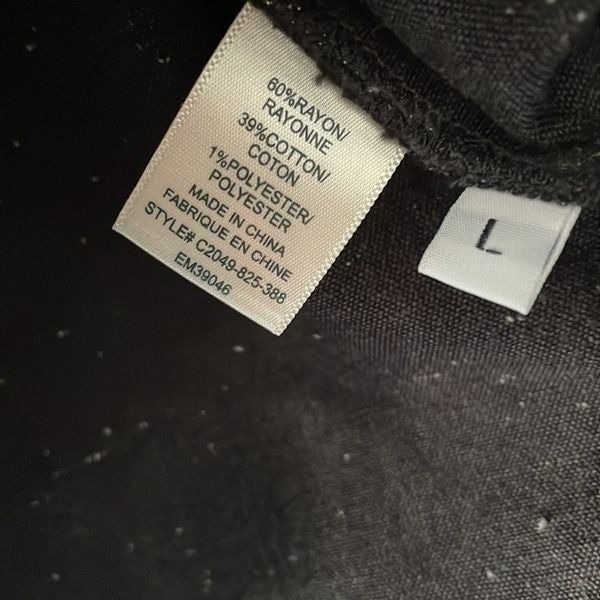 60%RAYON/
RAYONNE
39%COTTON/
COTON
1%POLYESTER/
POLYESTER
MADE IN CHINA
FABRIQUE EN CHINE
STYLE# C2049-825-388
EM39046
L